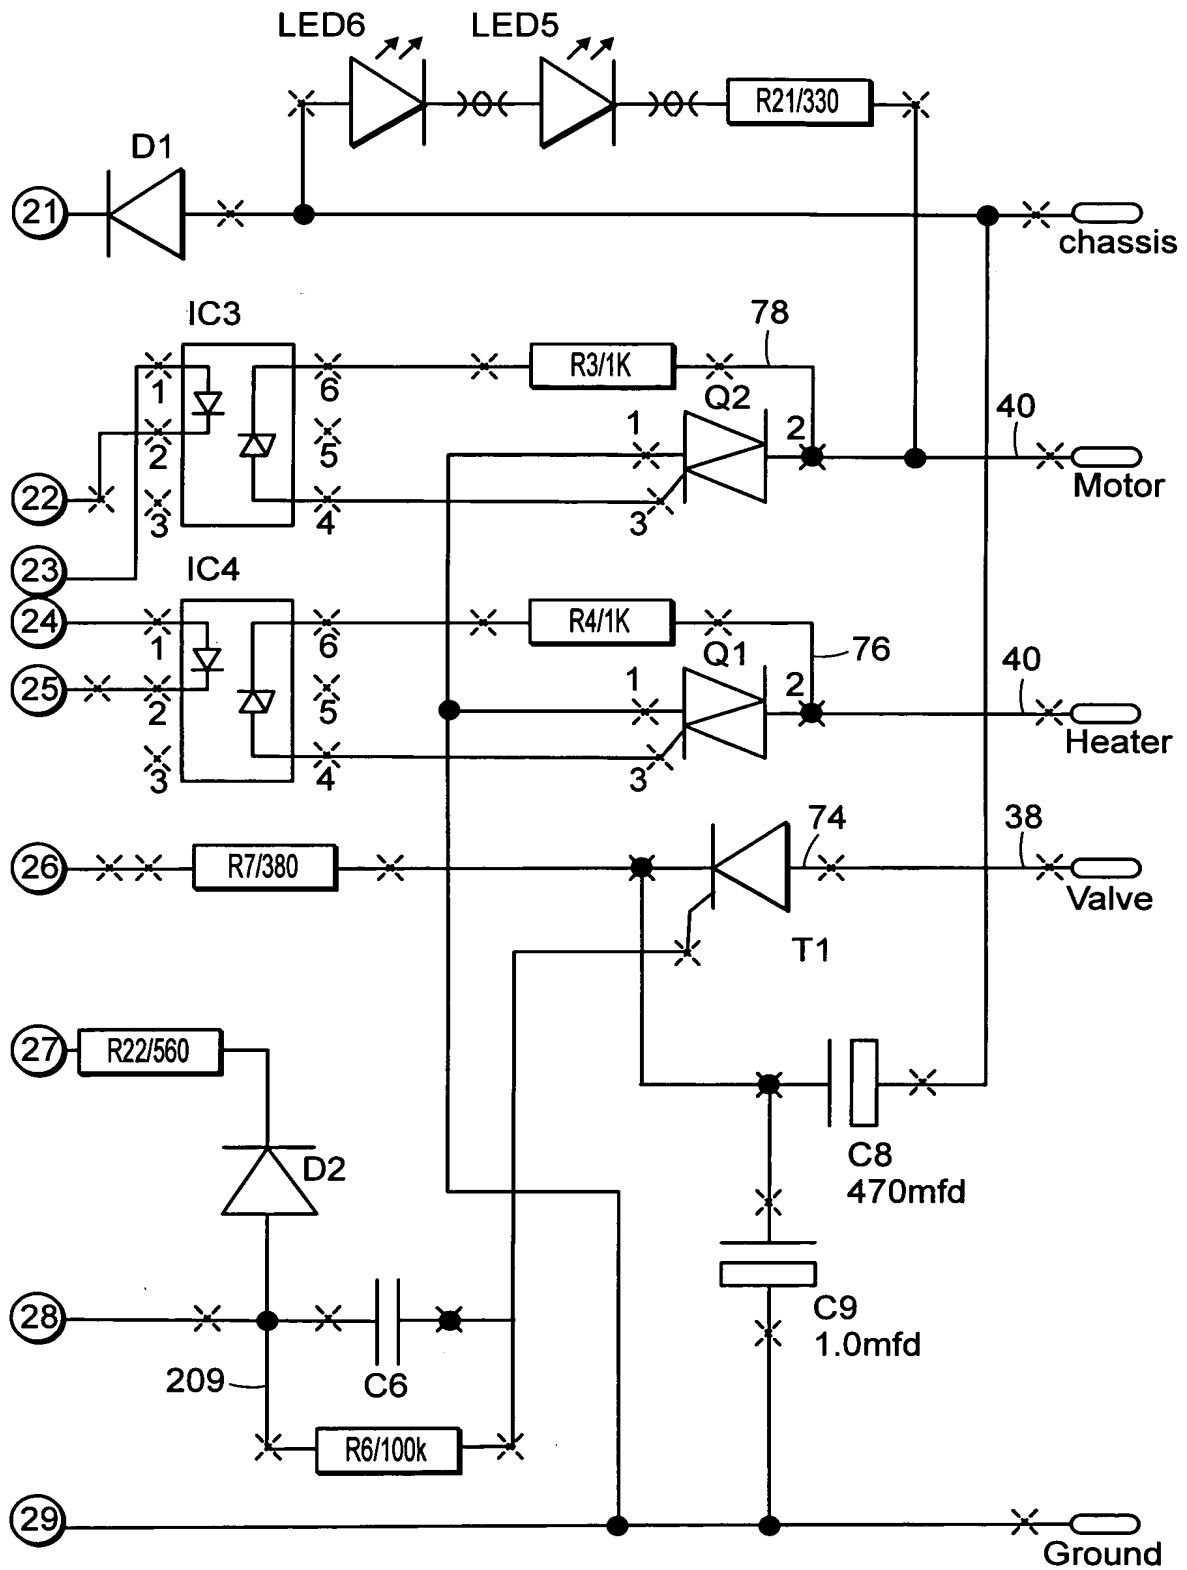 LED6 LED5
R21/330
D1
21
chassis
IC3
78
1 6 R3/1K
Q2
40
2 5 1 2
Motor
22
3 4 3
23
IC4
24
1 6 R4/1K
Q1
76
40
25
2 5 1 2
Heater
3 4 3
74 38
26 R7/380
Valve
T1
27 R22/560
D2
C8
470mfd
28
C9
1.0mfd
209
C6
R6/100k
29
Ground